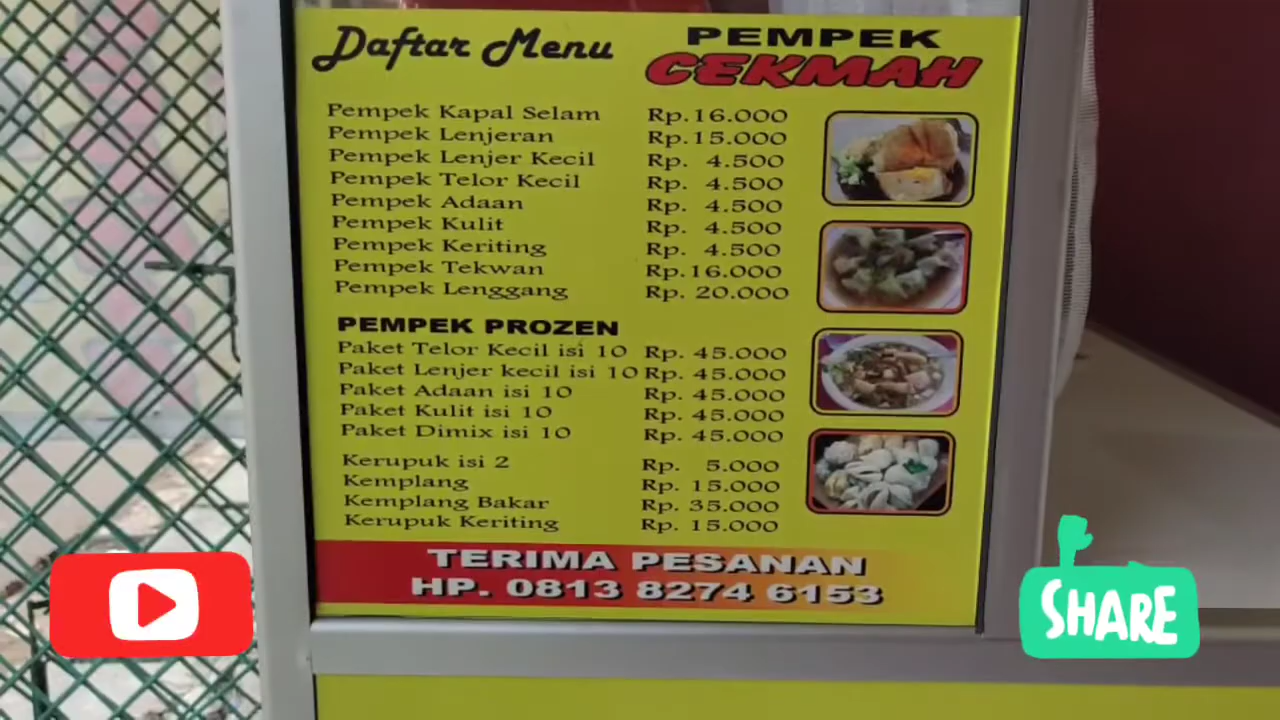 Daftar Menu
PEMPEK
CEKMAH
Pempek Kapal Selam Rp.16.000
Pempek Lenjeran Rp.15.000
Pempek Lenjer Kecil Rp. 4.500
Pempek Telor Kecil Rp. 4.500
Pempek Adaan Rp. 4.500
Pempek Kulit Rp. 4.500
Pempek Keriting Rp. 4.500
Pempek Tekwan Rp.16.000
Pempek Lenggang Rp. 20.000
PEMPEK PROZEN
Paket Telor Kecil isi 10 Rp. 45.000
Paket Lenjer kecil isi 10 Rp. 45.000
Paket Adaan isi 10 Rp. 45.000
Paket Kulit isi 10 Rp. 45.000
Paket Dimix isi 10 Rp. 45.000
Kerupuk isi 2 Rp. 5.000
Kemplang Rp. 15.000
Kemplang Bakar Rp. 35.000
Kerupuk Keriting Rp. 15.000
TERIMA PESANAN
HP. 0813 8274 6153
SHARE